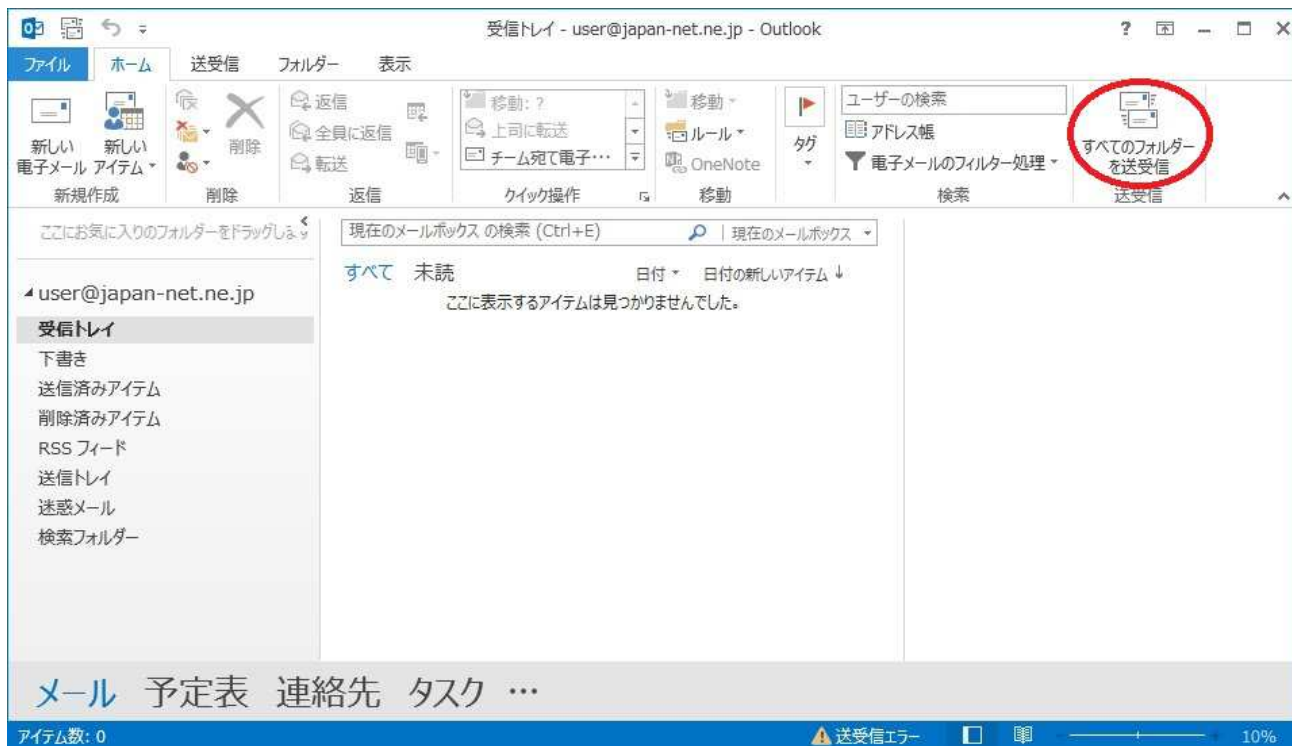 受信トレイ - user@japan-net.ne.jp - Outlook
ファイル ホーム 送受信 フォルダー 表示
新しい
電子メール
新しい
アイテム
新規作成
削除
削除
返信
全員に返信
転送
返信
移動: ?
上司に転送
チーム宛て電子…
クイック操作
移動
ルール
OneNote
移動
タグ
ユーザーの検索
アドレス帳
電子メールのフィルター処理
検索
すべてのフォルダー
を送受信
送受信
ここにお気に入りのフォルダーをドラッグしま
user@japan-net.ne.jp
受信トレイ
下書き
送信済みアイテム
削除済みアイテム
RSS フィード
送信トレイ
迷惑メール
検索フォルダー
現在のメールボックス の検索 (Ctrl+E) 現在のメールボックス
すべて 未読 日付 日付の新しいアイテム ↓
ここに表示するアイテムは見つかりませんでした。
メール 予定表 連絡先 タスク …
アイテム数: 0 送受信エラー 10%